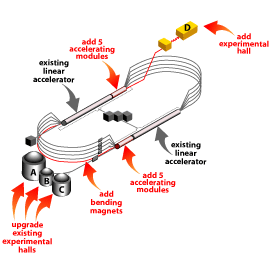 D
add
experimental
hall
add 5
accelerating
modules
existing
linear
accelerator
existing
linear
accelerator
A
B
C
add 5
accelerating
modules
add
bending
magnets
upgrade
existing
experimental
halls